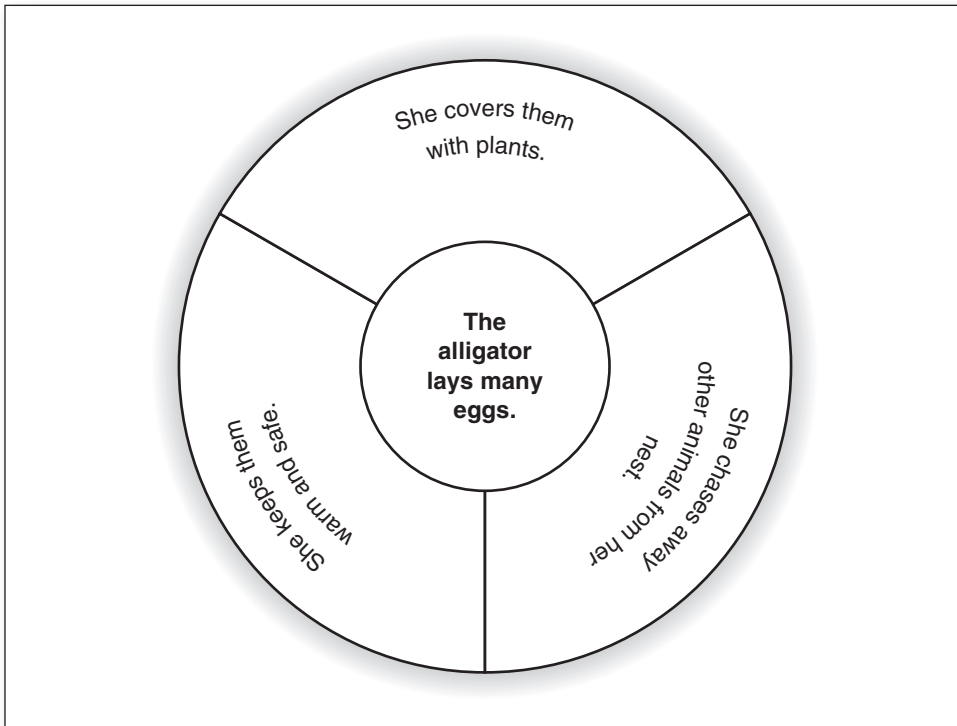 She covers them
with plants.
The
alligator
lays many
eggs.
She chases away
other animals from her
nest.
She keeps them
warm and safe.